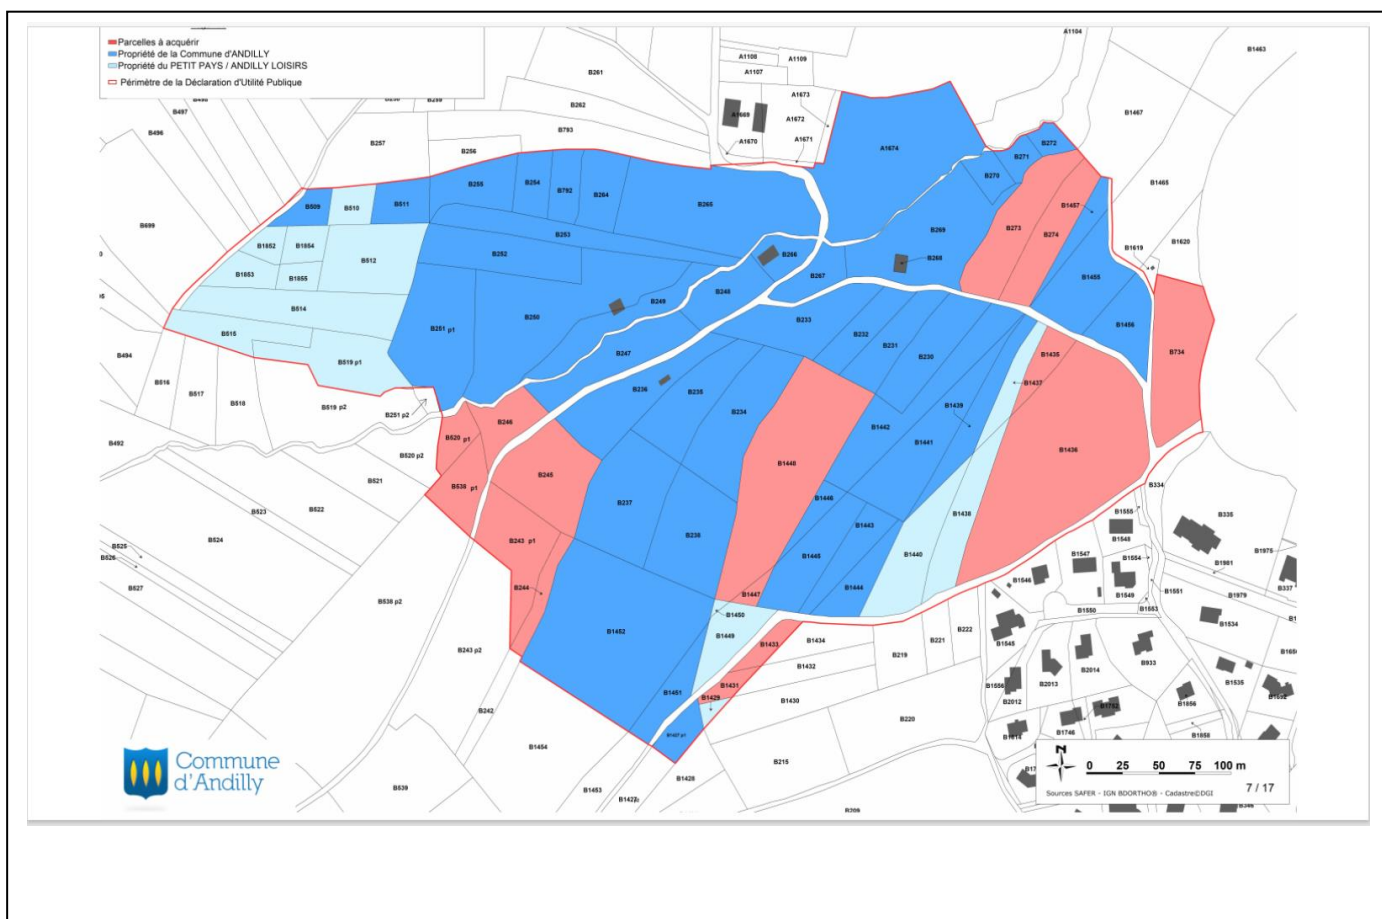 Parcelles à acquérir
Propriété de la Commune d'ANDILLY
Propriété du PETIT PAYS / ANDILLY LOISIRS
Périmètre de la Déclaration d'Utilité Publique
A1104
B1463
A1108
A1109
A1107
B261
A1673
B262
B497
B1467
A1669
A1672
B496
B793
A1670
A1671
B257
B256
A1674
B272
B271
B270
B1465
B255
B254
B792
B264
B265
B509
B510
B511
B1457
B699
B253
B269
B273
B274
B1620
B1619
B1852
B1854
B512
B252
B266
B268
B1853
B1855
B267
B1455
B249
B248
B514
B250
B233
B1456
B515
B251 p1
B232
B231
B230
B247
B1435
B734
B494
B519 p1
B516
B517
B518
B236
B235
B1437
B519 p2
B251 p2
B234
B1439
B246
B1442
B1441
B492
B520 p1
B520 p2
B1448
B1436
B245
B521
B538 p1
B1446
B334
B237
B523
B522
B1438
B1555
B335
B524
B243 p1
B238
B1443
B1548
B525
B526
B1445
B1440
B1547
B1554
B1975
B527
B244
B1444
B1546
B1549
B1981
B337
B1447
B1551
B1979
B538 p2
B1450
B1550
B1553
B1534
B1452
B1449
B1433
B1434
B221
B222
B1545
B243 p2
B219
B933
B1432
B2014
B1431
B1556
B2013
B1535
B1451
B1429
B1430
B2012
B1752
B1856
B242
B220
B1427 p1
B1746
B1454
B1814
B1858
B215
B1428
B539
B1453
B209
Commune
d'Andilly
N
0 25 50 75 100 m
Sources SAFER - IGN BDORTHO® - Cadastre©DGI
7 / 17